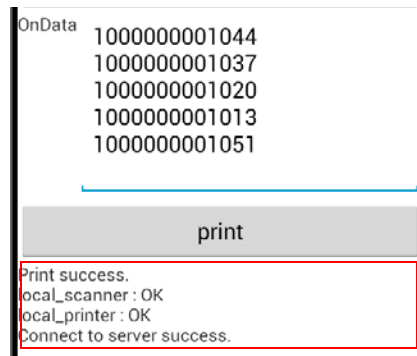 OnData
1000000001044
1000000001037
1000000001020
1000000001013
1000000001051
print
Print success.
local_scanner : OK
local_printer : OK
Connect to server success.